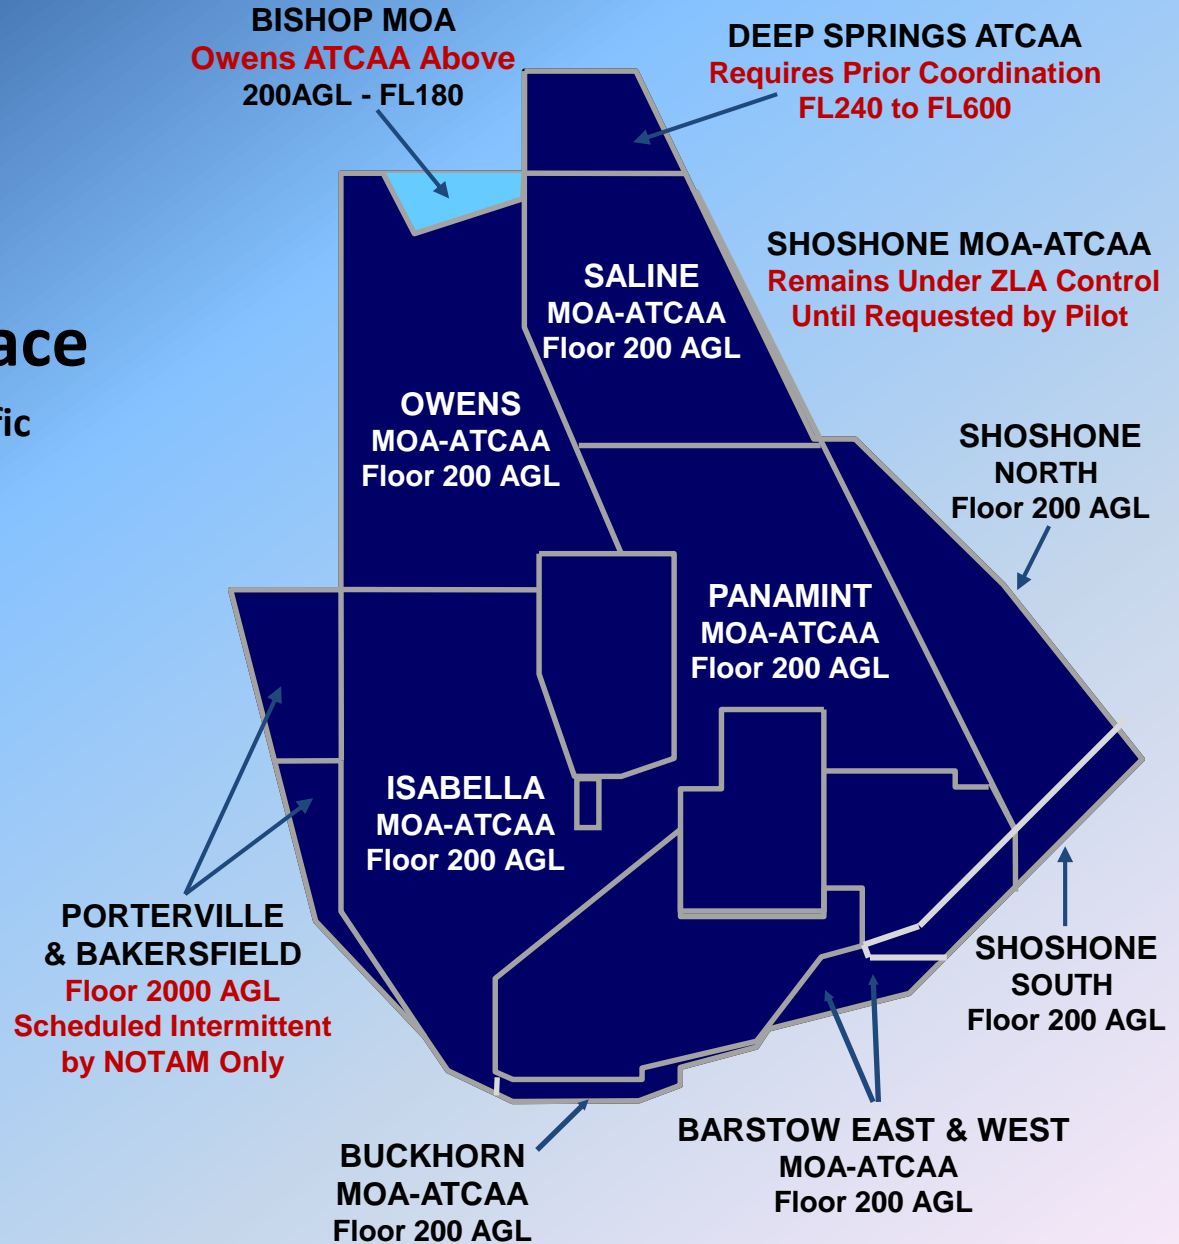 BISHOP MOA
Owens ATCAA Above
200AGL - FL180
DEEP SPRINGS ATCAA
Requires Prior Coordination
FL240 to FL600
SHOSHONE MOA-ATCAA
Remains Under ZLA Control
Until Requested by Pilot
SALINE
MOA-ATCAA
Floor 200 AGL
OWENS
MOA-ATCAA
Floor 200 AGL
SHOSHONE
NORTH
Floor 200 AGL
PANAMINT
MOA-ATCAA
Floor 200 AGL
ISABELLA
MOA-ATCAA
Floor 200 AGL
PORTERVILLE
& BAKERSFIELD
Floor 2000 AGL
Scheduled Intermittent
by NOTAM Only
SHOSHONE
SOUTH
Floor 200 AGL
BARSTOW EAST & WEST
MOA-ATCAA
Floor 200 AGL
BUCKHORN
MOA-ATCAA
Floor 200 AGL